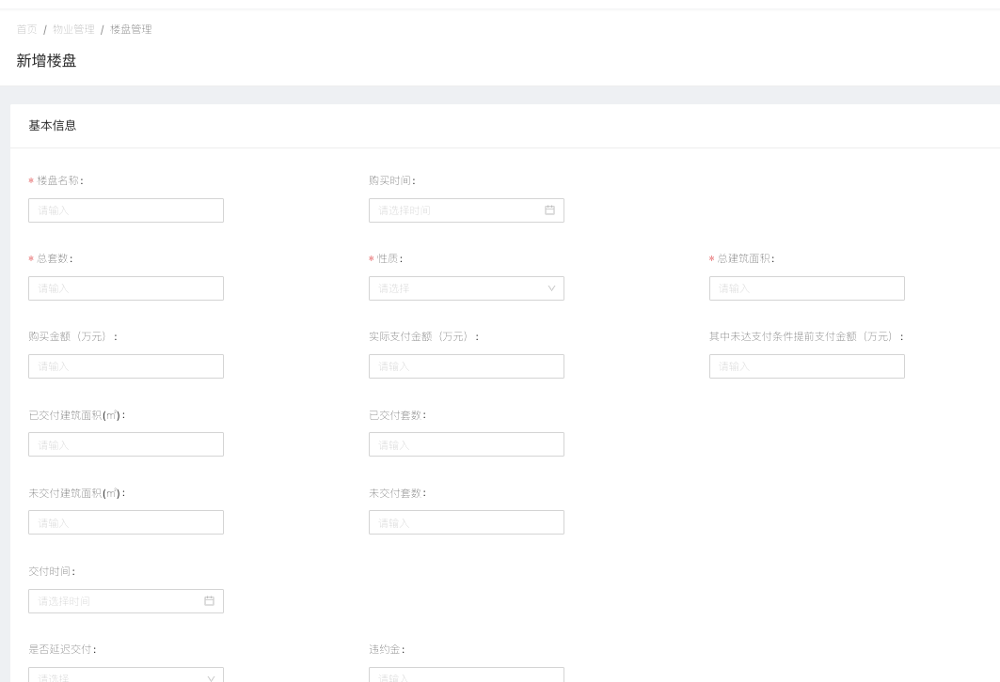 首页 / 物业管理 / 楼盘管理
新增楼盘
基本信息
* 楼盘名称: 购买时间:
请输入 请选择时间
* 总套数: * 性质: * 总建筑面积:
请输入 请选择 请输入
购买金额（万元）: 实际支付金额（万元）: 其中未达支付条件提前支付金额（万元）:
请输入 请输入 请输入
已交付建筑面积(㎡): 已交付套数:
请输入 请输入
未交付建筑面积(㎡): 未交付套数:
请输入 请输入
交付时间:
请选择时间
是否延迟交付: 违约金:
请选择 请输入